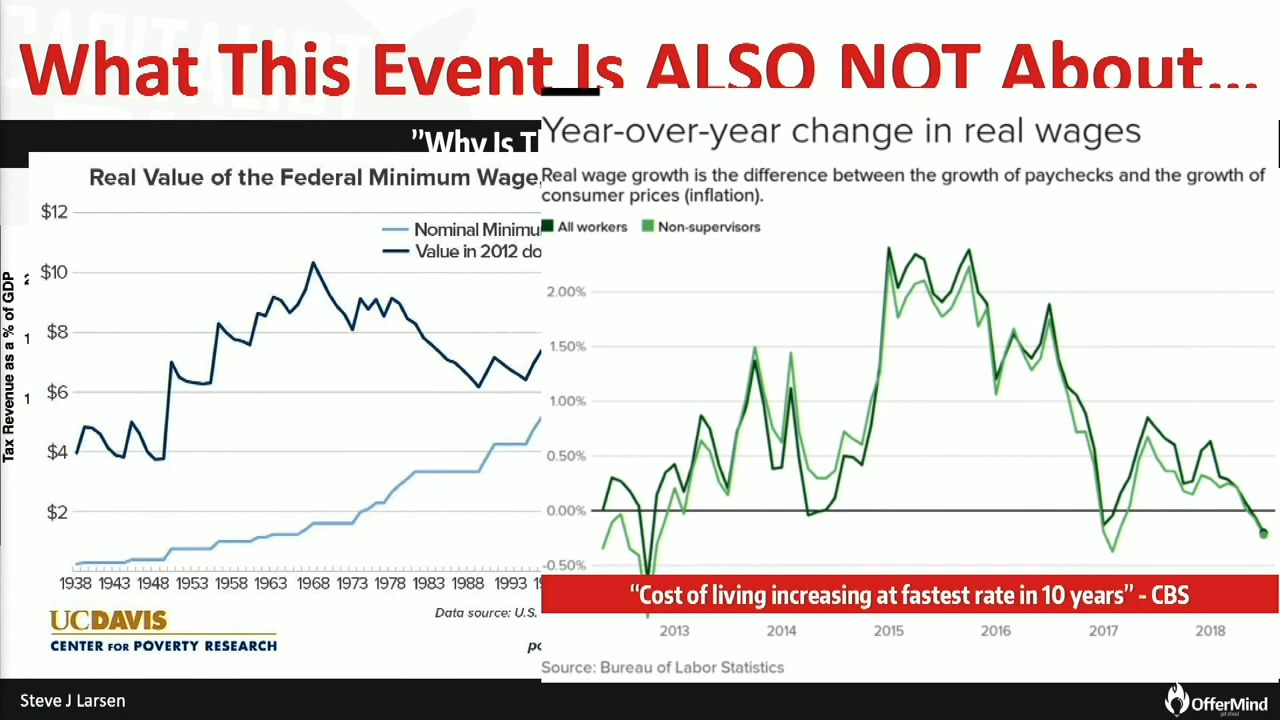 What This Event Is ALSO NOT About...
"Why Is T
Real Value of the Federal Minimum Wage,
Nominal Minimu
Value in 2012 do
$12
$10
$8
$6
$4
$2
Tax Revenue as a % of GDP
1
1
1938 1943 1948 1953 1958 1963 1968 1973 1978 1983 1988 1993
UCDAVIS
CENTER FOR POVERTY RESEARCH
Data source: U.S.
Year-over-year change in real wages
Real wage growth is the difference between the growth of paychecks and the growth of
consumer prices (inflation).
All workers Non-supervisors
2.00%
1.50%
1.00%
0.50%
0.00%
-0.50%
"Cost of living increasing at fastest rate in 10 years" - CBS
2013 2014 2015 2016 2017 2018
Source: Bureau of Labor Statistics
Steve J Larsen
OfferMind